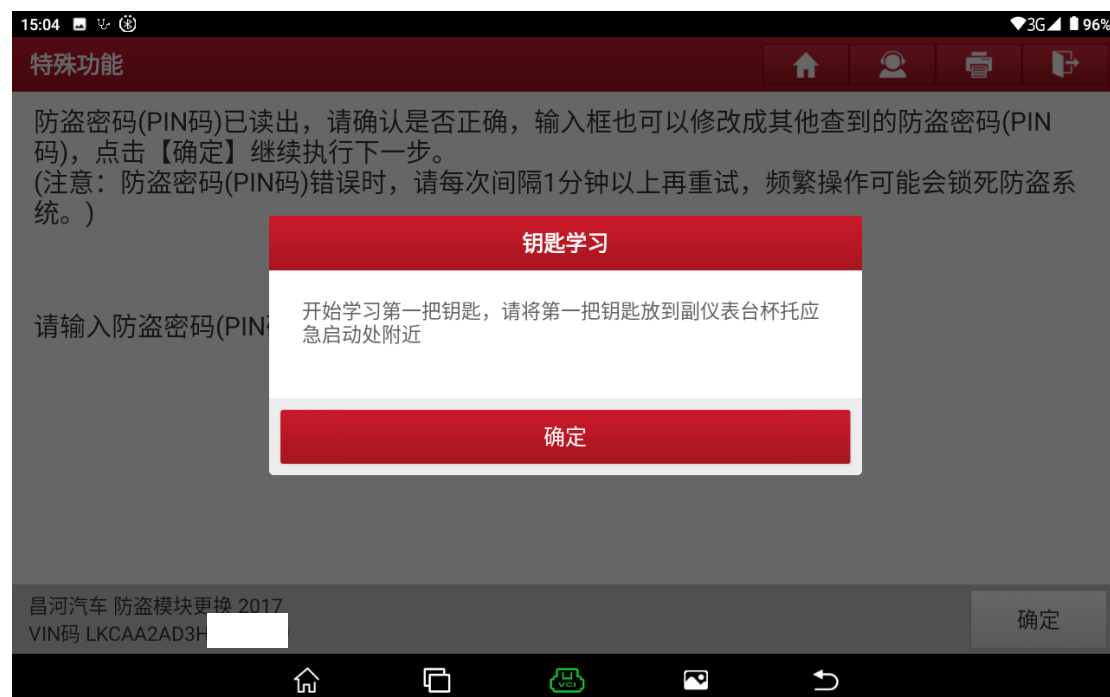 15:04
3G 96%
特殊功能
防盗密码(PIN码)已读出，请确认是否正确，输入框也可以修改成其他查到的防盗密码(PIN
码)，点击【确定】继续执行下一步。
(注意：防盗密码(PIN码)错误时，请每次间隔1分钟以上再重试，频繁操作可能会锁死防盗系
统。)
钥匙学习
开始学习第一把钥匙，请将第一把钥匙放到副仪表台杯托应
急启动处附近
请输入防盗密码(PIN
确定
昌河汽车 防盗模块更换 2017
VIN码 LKCAA2AD3H
确定
VCI